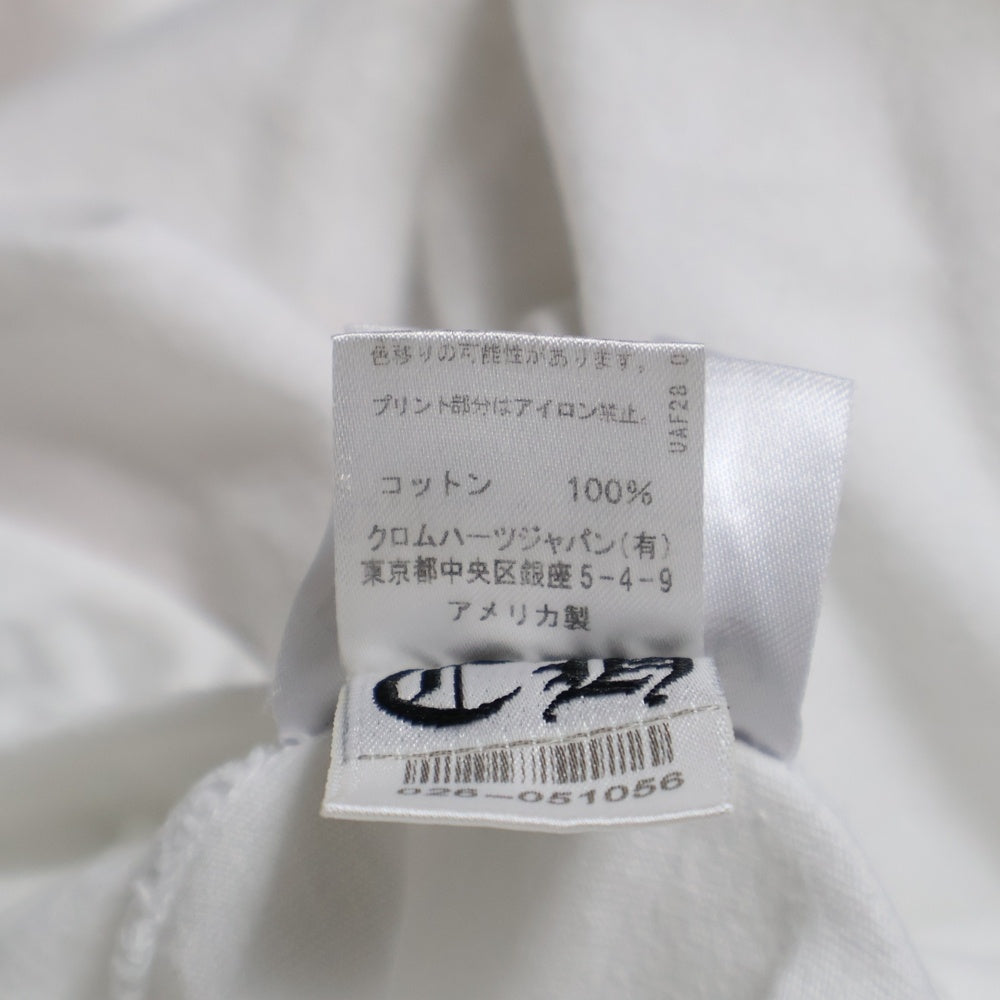 色移りの可能性があります。
プリント部分はアイロン禁止。
UAF28
コットン 100%
クロムハーツジャパン(有)
東京都中央区銀座5-4-9
アメリカ製
CH
026-051056